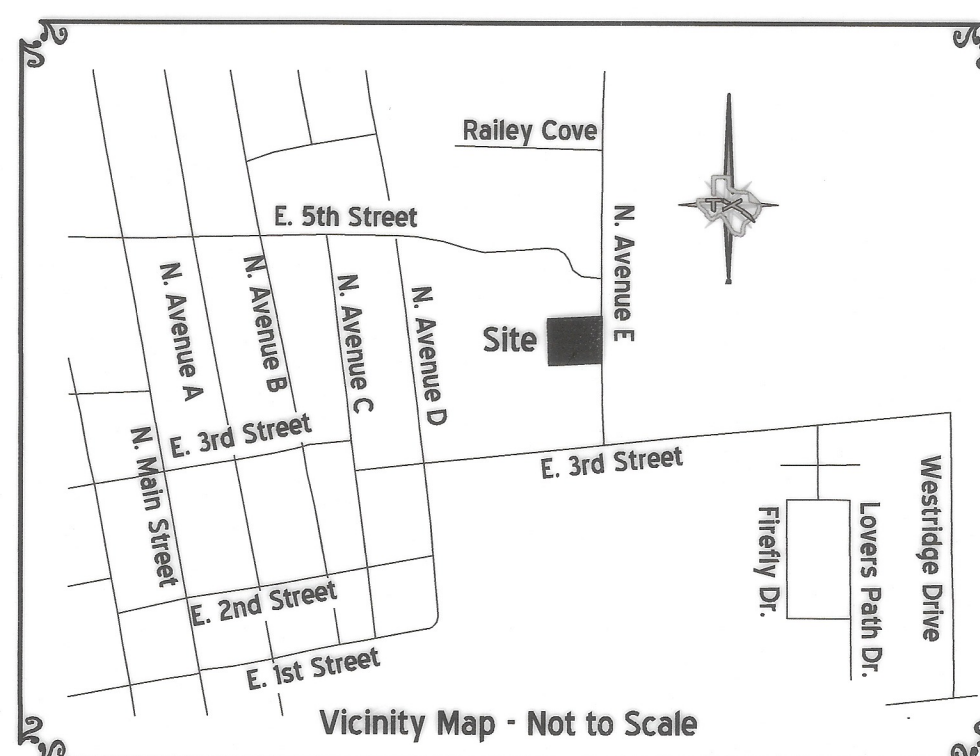 Railey Cove
TX
E. 5th Street
N. Avenue E
N. Avenue A
N. Avenue B
N. Avenue C
N. Avenue D
Site
E. 3rd Street
N. Main Street
E. 3rd Street
Westridge Drive
Lovers Path Dr.
Firefly Dr.
E. 2nd Street
E. 1st Street
Vicinity Map - Not to Scale